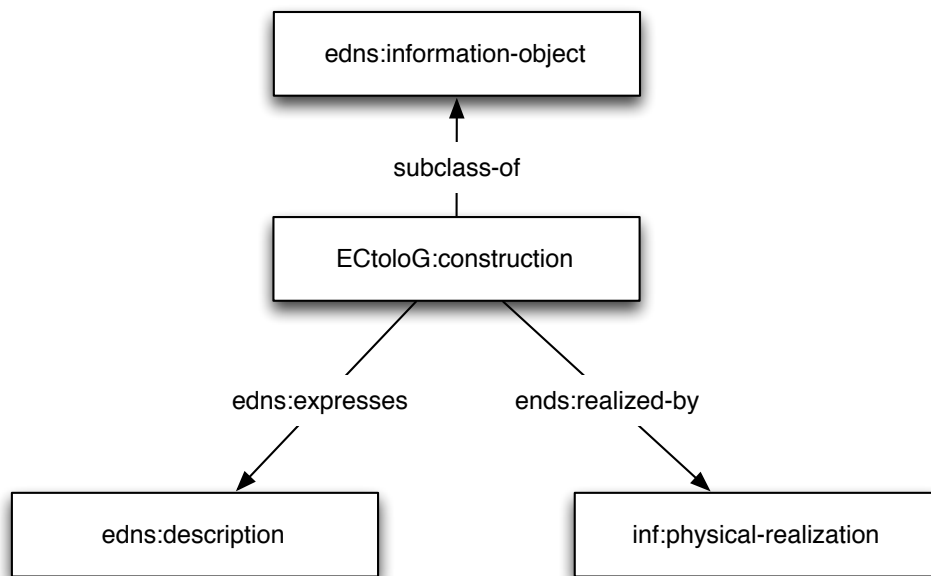 edns:information-object
subclass-of
ECtoloG:construction
edns:expresses
ends:realized-by
edns:description
inf:physical-realization